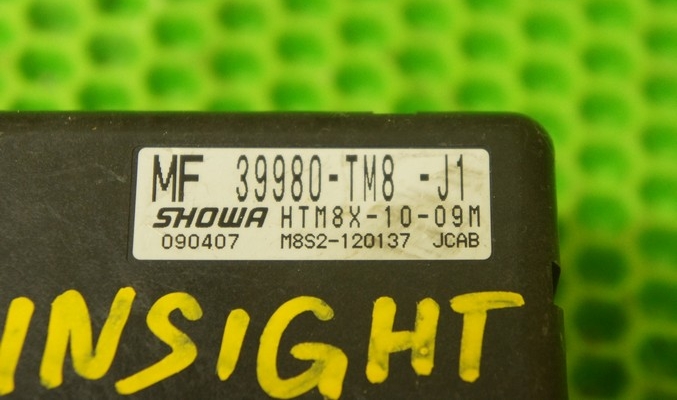 MF 39980-TM8 -J1
SHOWA HTM8X-10-09M
090407 M8S2-120137 JCAB
INSIGHT